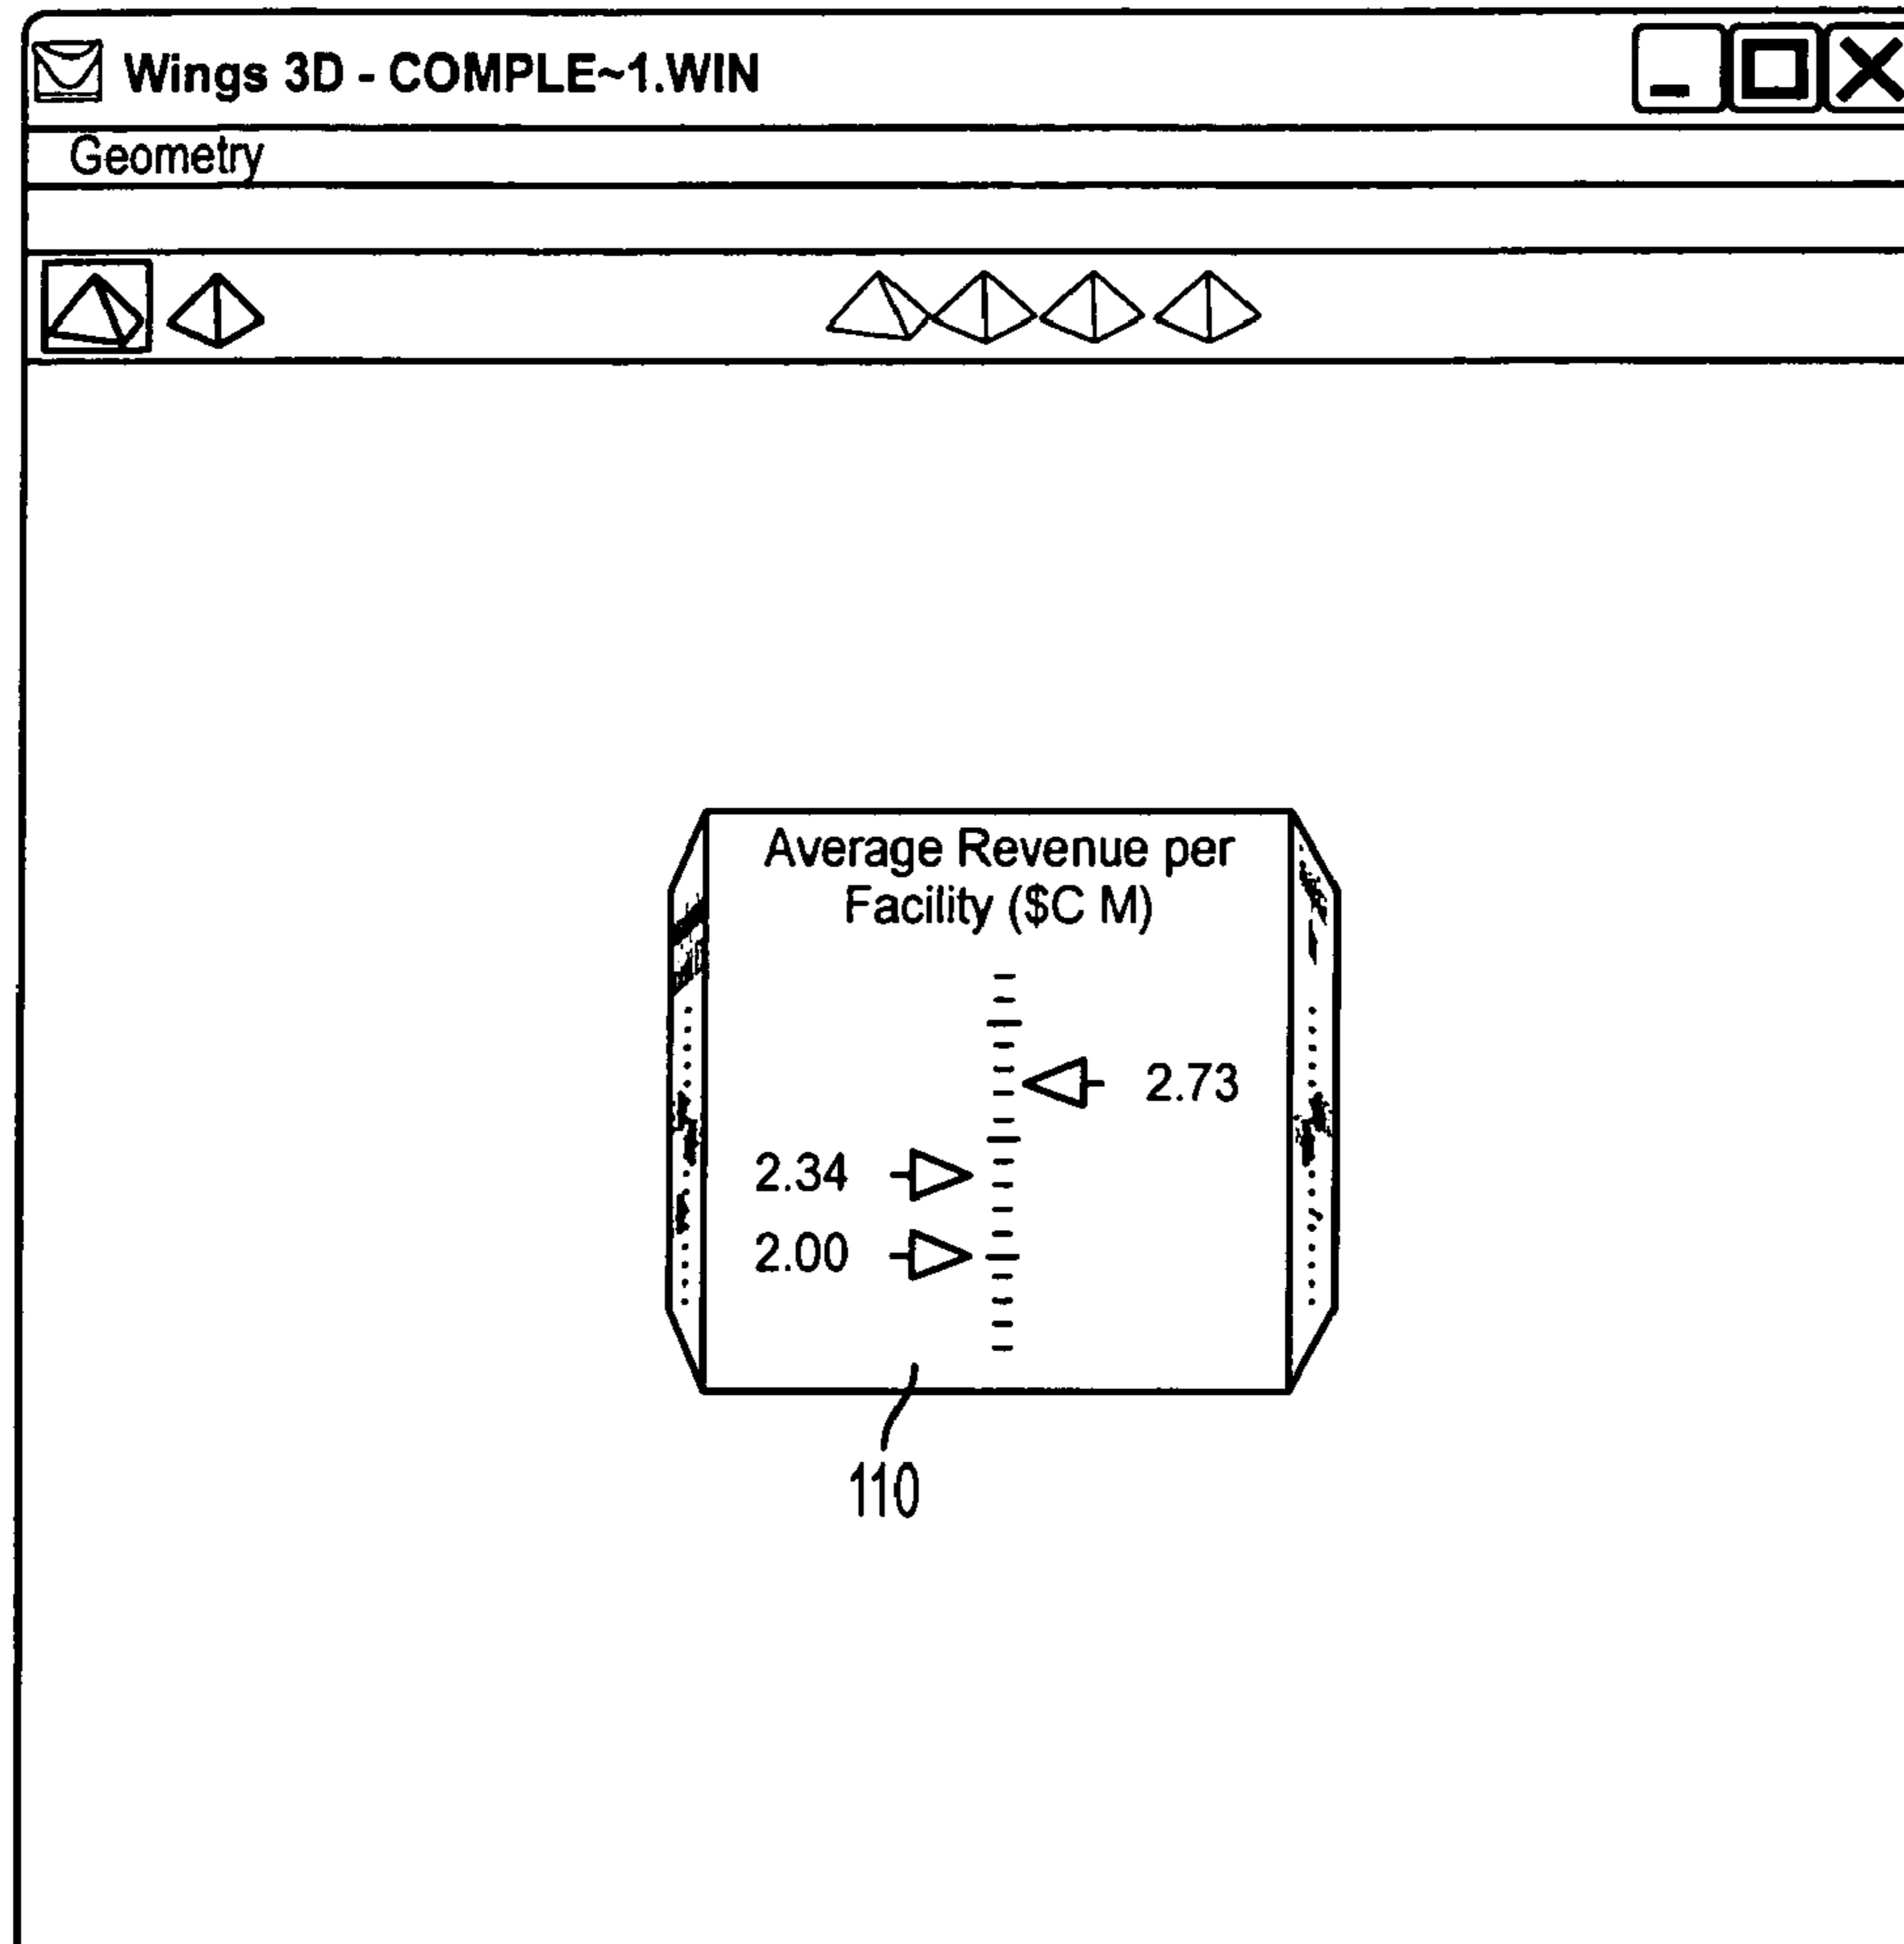 Wings 3D - COMPLE~1.WIN
Geometry
Average Revenue per
Facility ($C M)
2.73
2.34
2.00
110